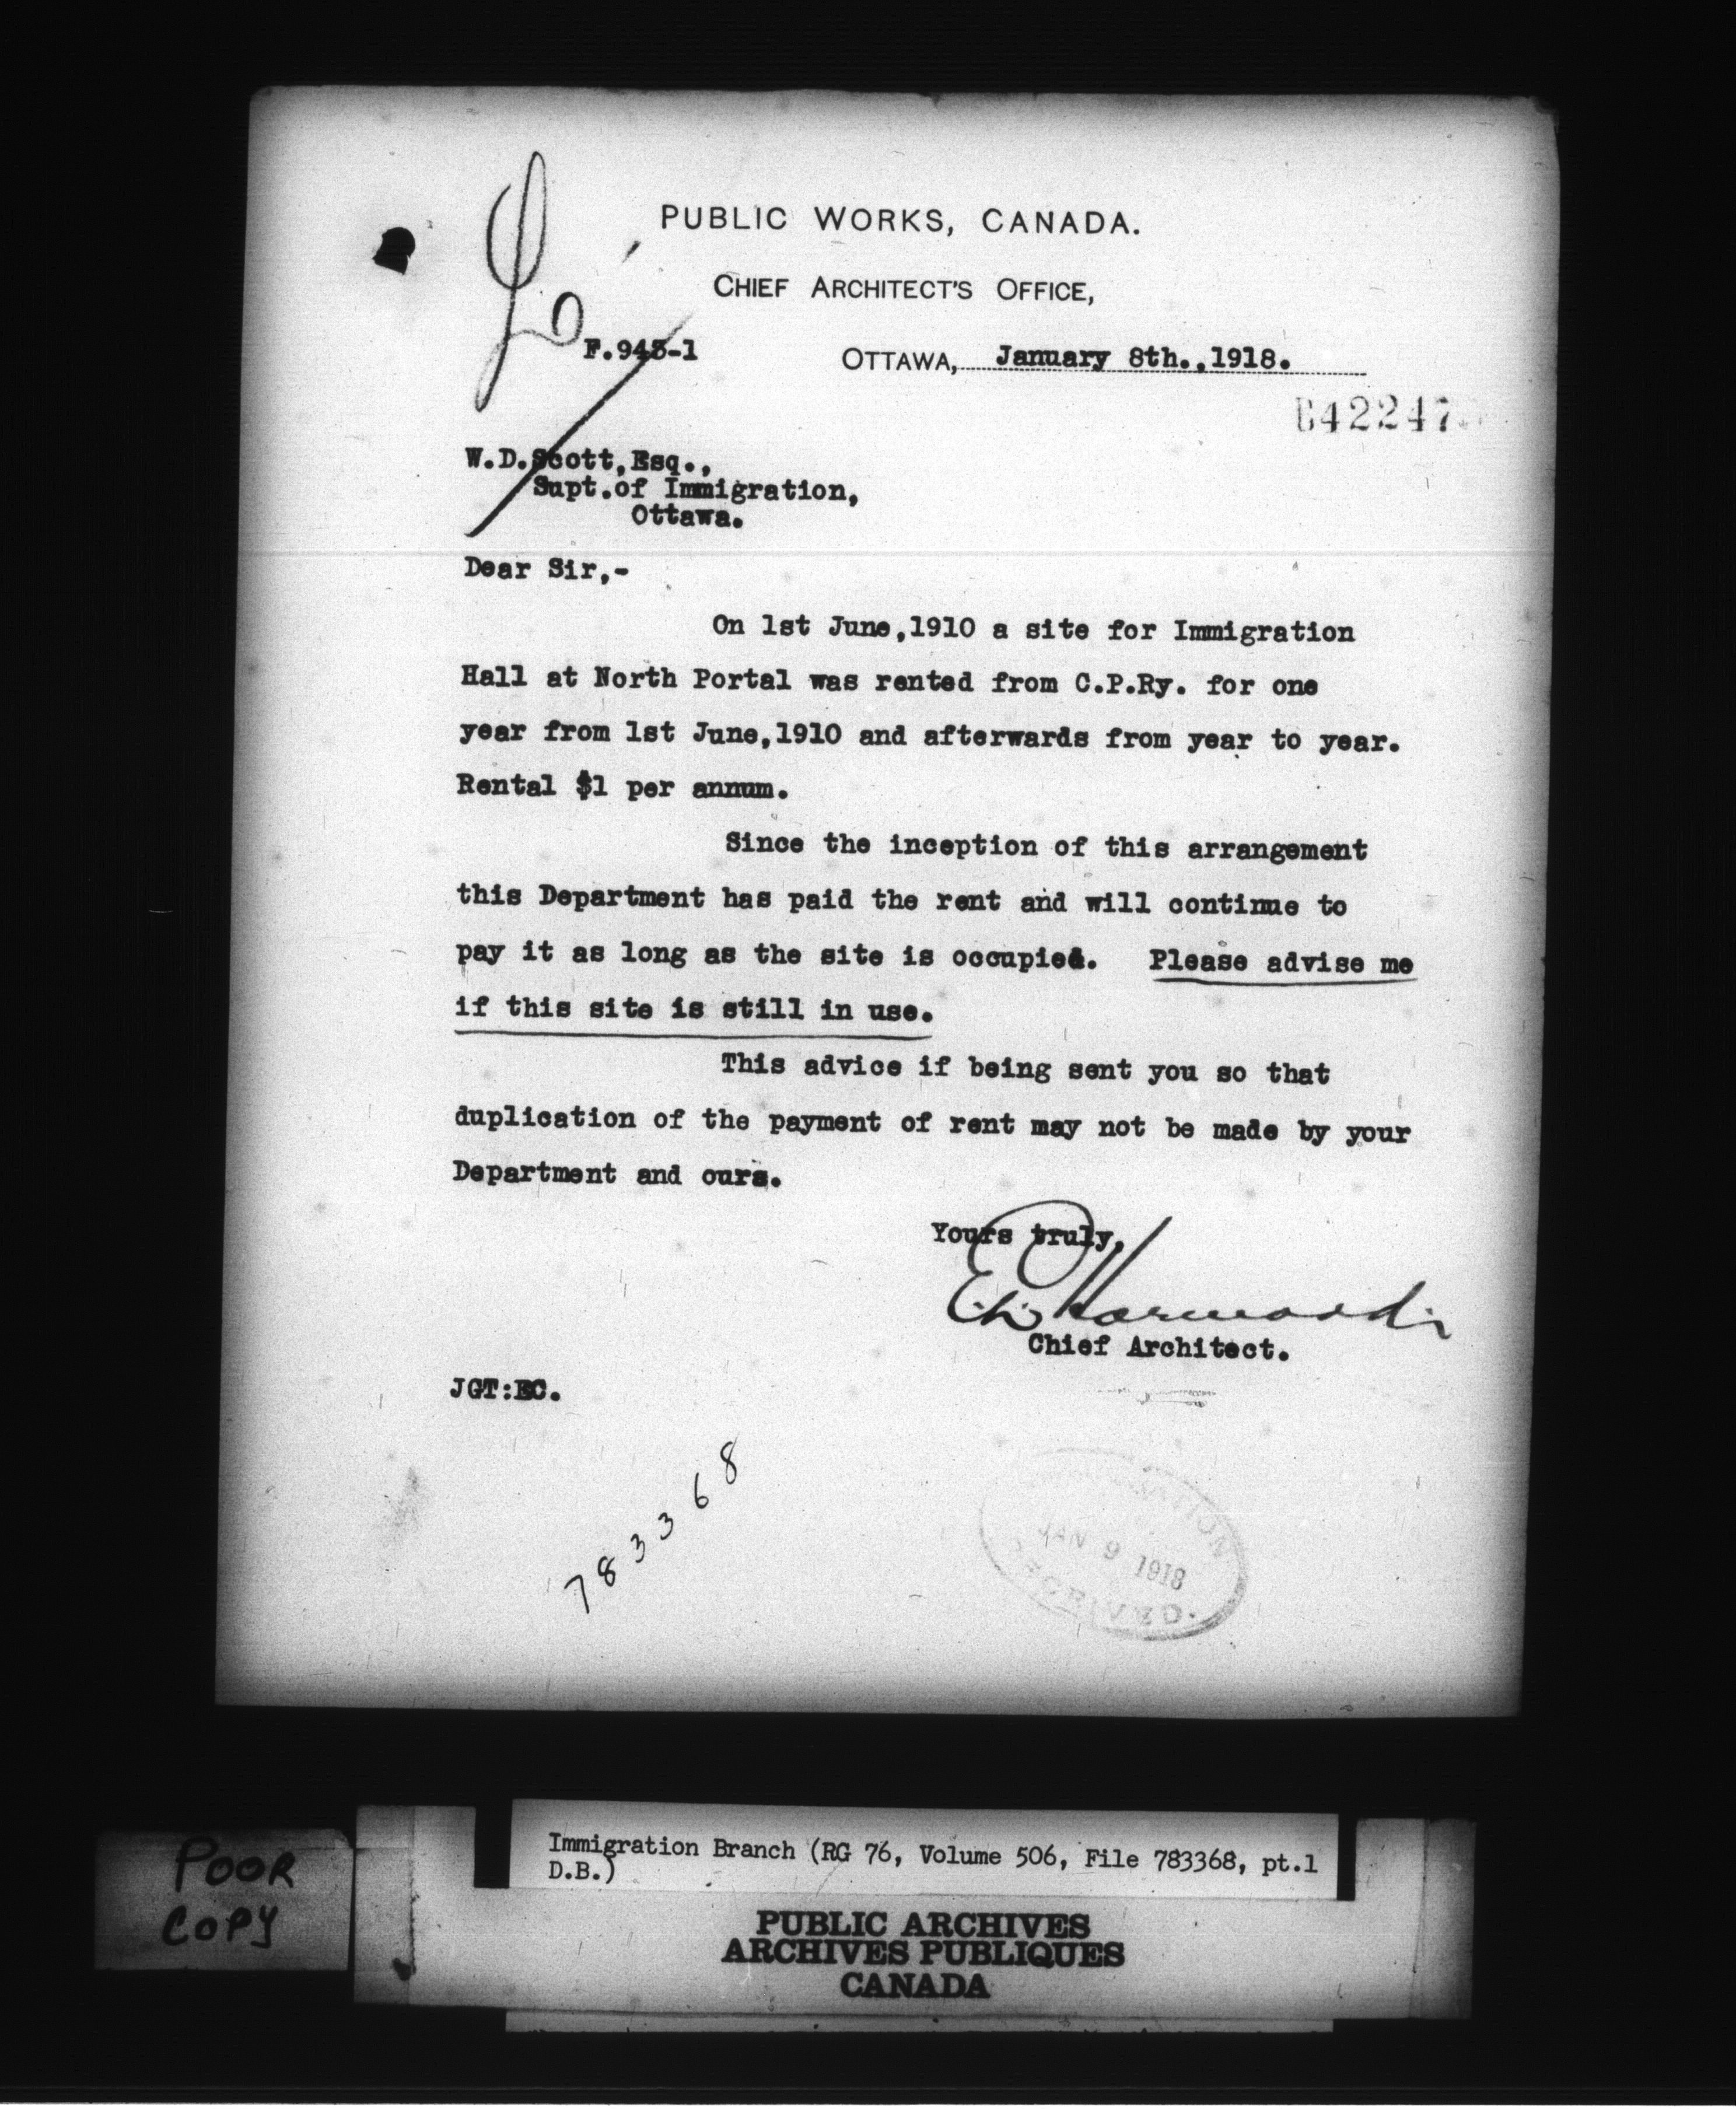 PUBLIC WORKS, CANADA.
CHIEF ARCHITECT'S OFFICE,
F.943-1
OTTAWA, January 8th.,1918.
642247
W.D.Scott,Esq.,
Supt.of Immigration,
Ottawa.
Dear Sir,-
On 1st June,1910 a site for Immigration
Hall at North Portal was rented from C.P.Ry. for one
year from 1st June,1910 and afterwards from year to year.
Rental $1 per annum.
Since the inception of this arrangement
this Department has paid the rent and will continue to
pay it as long as the site is occupied. Please advise me
if this site is still in use.
This advice if being sent you so that
duplication of the payment of rent may not be made by your
Department and ours.
Yours truly,
Chief Architect.
JGT:EC.
783368
IMMIGRATION
JAN 9 1918
RECEIVED.
POOR
COPY
Immigration Branch (RG 76, Volume 506, File 783368, pt.1
D.B.)
PUBLIC ARCHIVES
ARCHIVES PUBLIQUES
CANADA